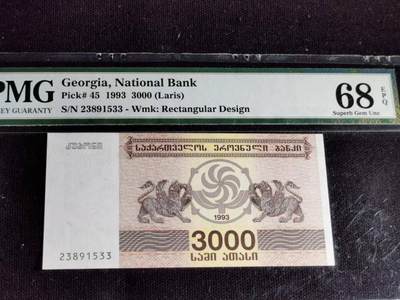 PMG
Georgia, National Bank
Pick# 45 1993 3000 (Laris)
S/N 23891533 - Wmk: Rectangular Design
68 EPQ
Superb Gem Unc
GUARANTY
კუპონი
საქართველოს ეროვნული ბანკი
1993
3000
სამი ათასი
23891533